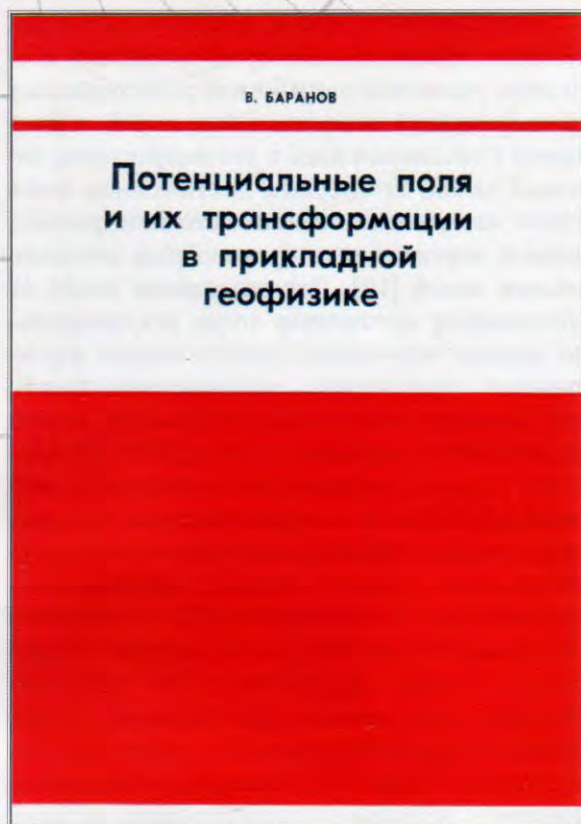 В. БАРАНОВ
Потенциальные поля
и их трансформации
в прикладной
геофизике